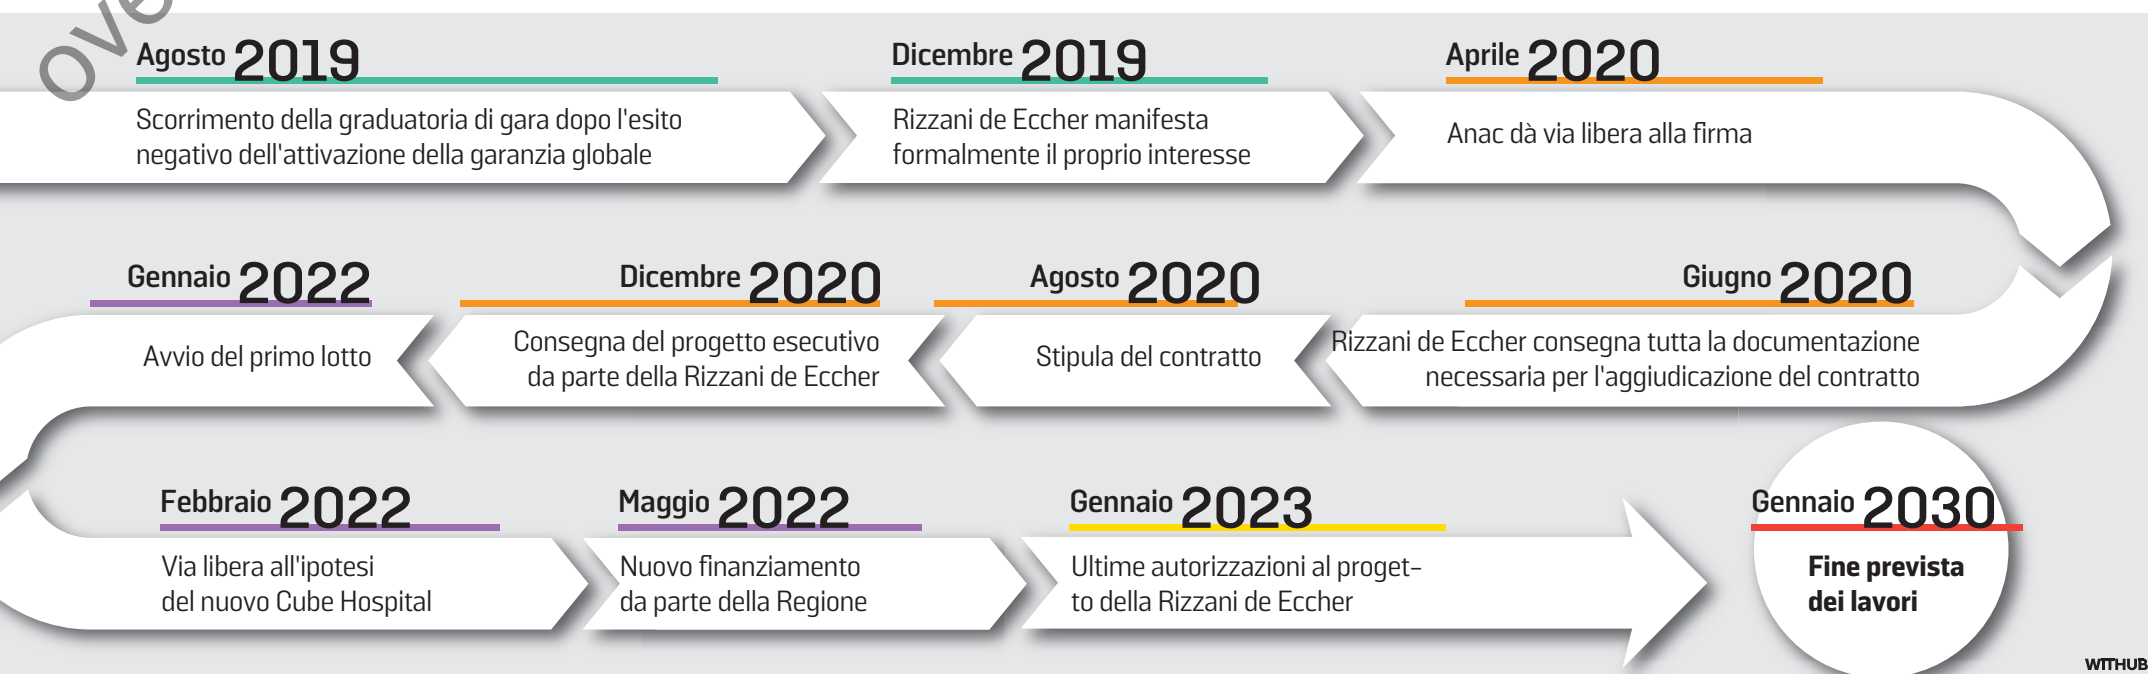 Agosto 2019
Scorrimento della graduatoria di gara dopo l'esito
negativo dell'attivazione della garanzia globale
Dicembre 2019
Rizzani de Eccher manifesta
formalmente il proprio interesse
Aprile 2020
Anac dà via libera alla firma
Giugno 2020
Rizzani de Eccher consegna tutta la documentazione
necessaria per l'aggiudicazione del contratto
Agosto 2020
Stipula del contratto
Dicembre 2020
Consegna del progetto esecutivo
da parte della Rizzani de Eccher
Gennaio 2022
Avvio del primo lotto
Febbraio 2022
Via libera all'ipotesi
del nuovo Cube Hospital
Maggio 2022
Nuovo finanziamento
da parte della Regione
Gennaio 2023
Ultime autorizzazioni al proget-
to della Rizzani de Eccher
Gennaio 2030
Fine prevista
dei lavori
WITHUB